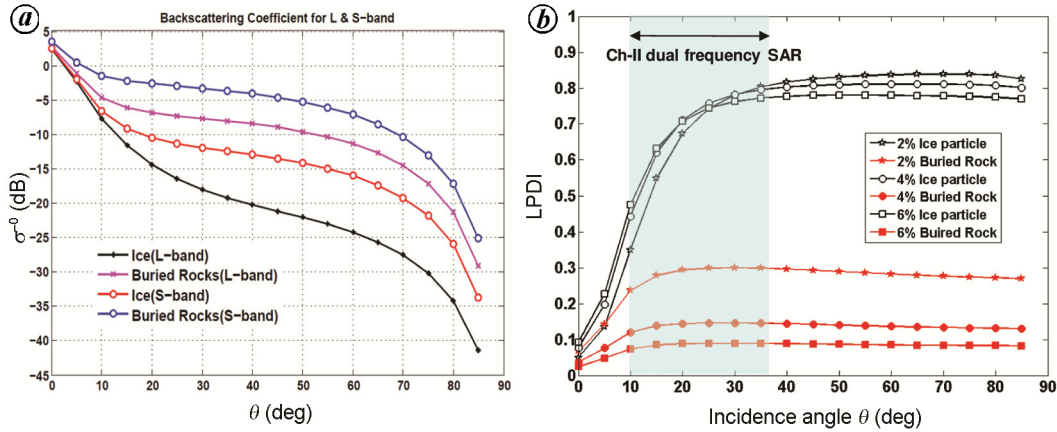 a
Backscattering Coefficient for L & S-band
5
0
−5
−10
−15
−20
−25
−30
−35
−40
−45
σ⁻⁰ (dB)
Ice(L-band)
Buried Rocks(L-band)
Ice(S-band)
Buried Rocks(S-band)
0 10 20 30 40 50 60 70 80 90
θ (deg)
b
1
0.9
0.8
0.7
0.6
0.5
0.4
0.3
0.2
0.1
0
LPDI
Ch-II dual frequency SAR
2% Ice particle
2% Buried Rock
4% Ice particle
4% Buried Rock
6% Ice particle
6% Buired Rock
0 10 20 30 40 50 60 70 80 90
Incidence angle θ (deg)